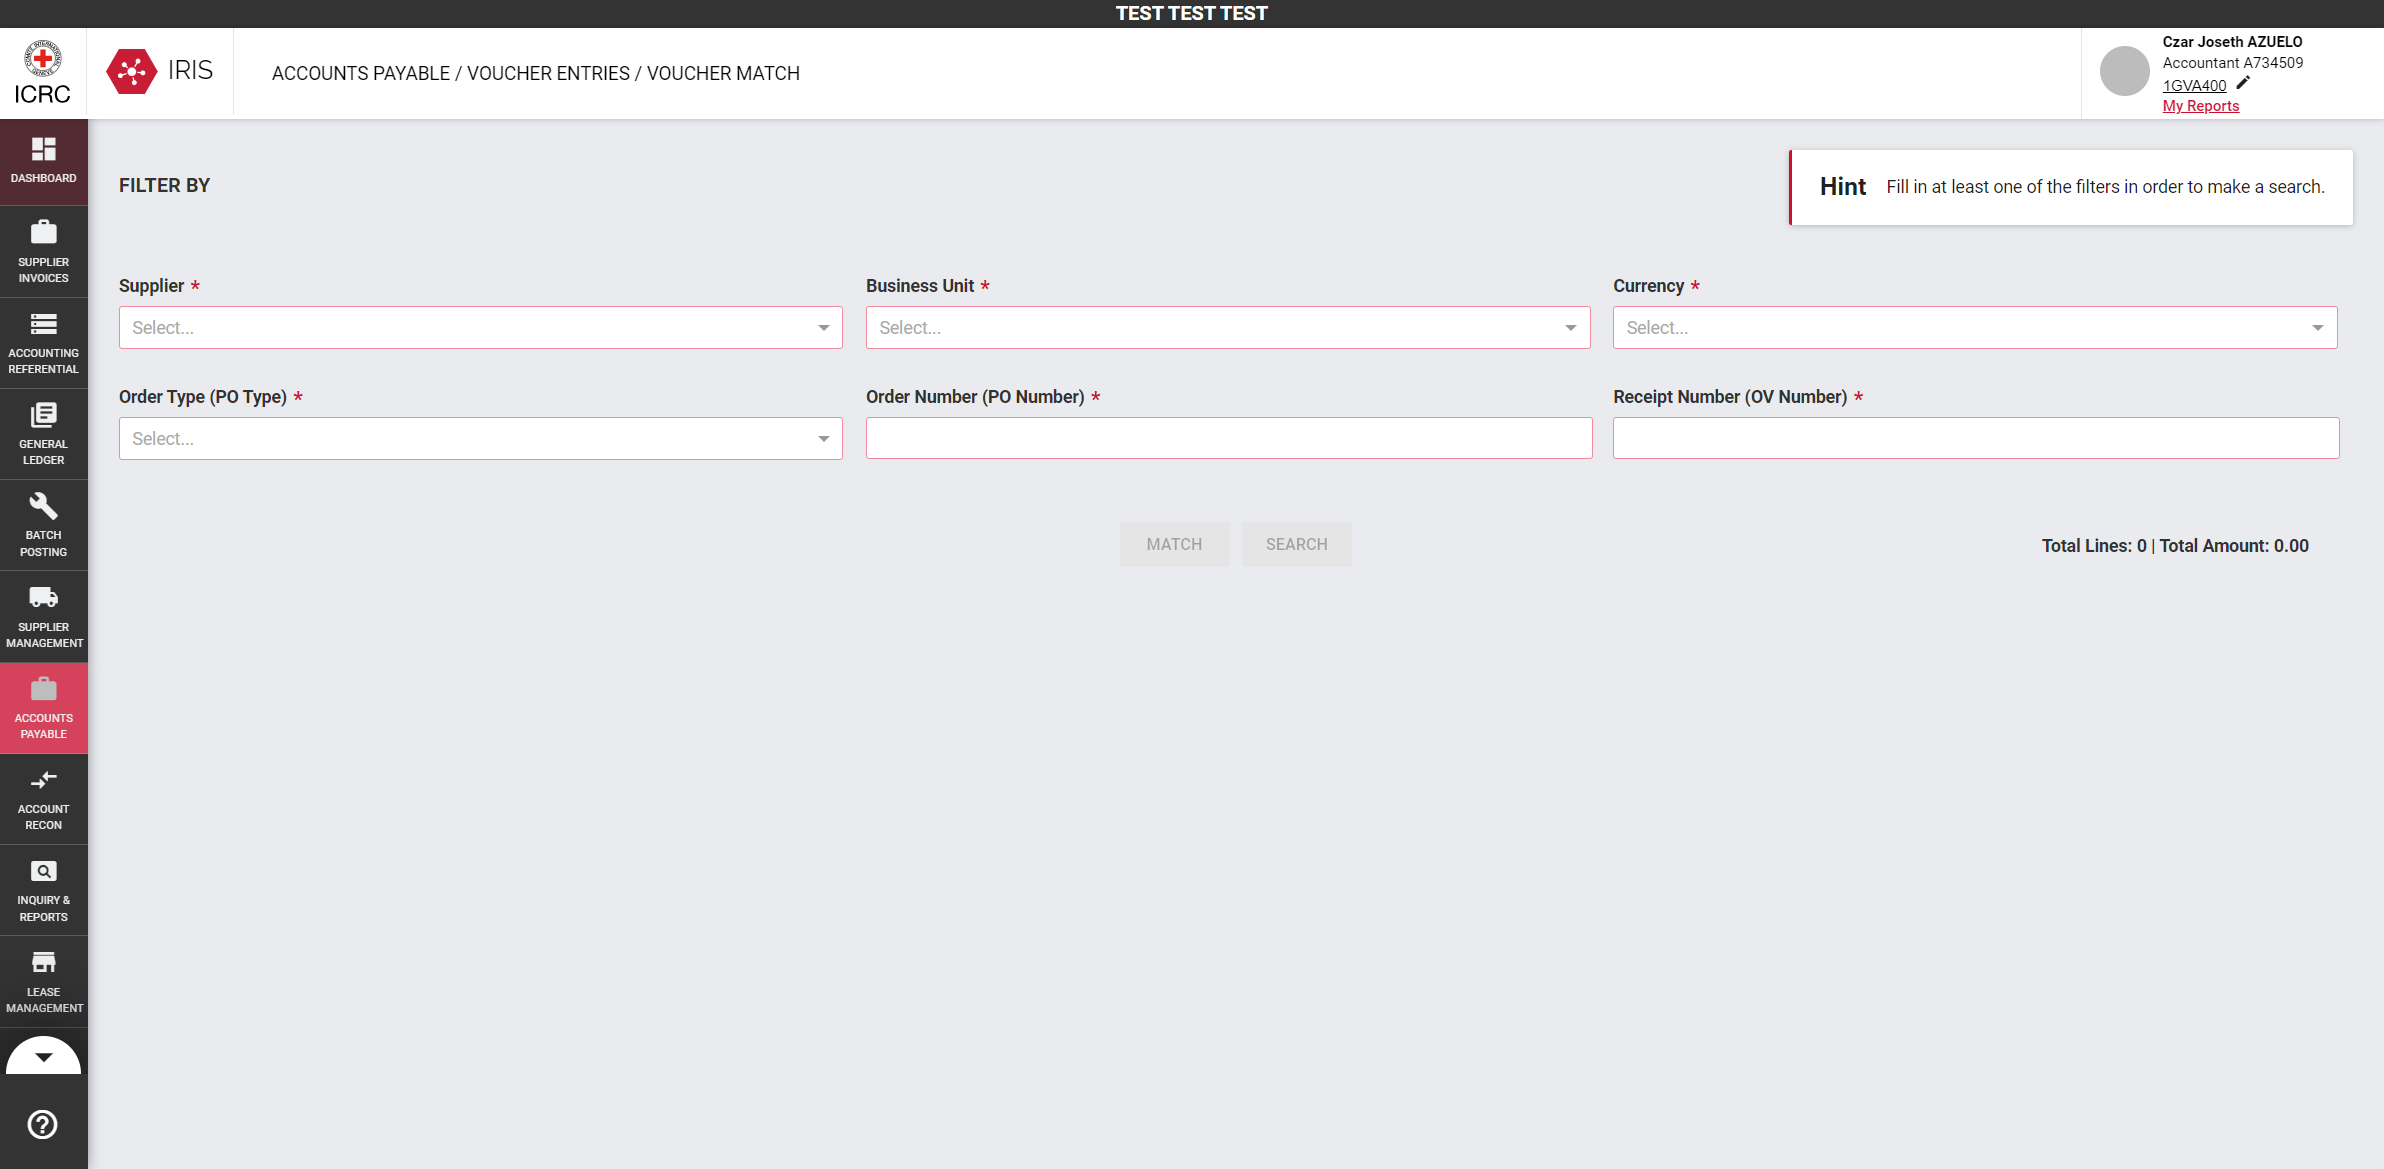 TEST TEST TEST
ICRC
IRIS
ACCOUNTS PAYABLE / VOUCHER ENTRIES / VOUCHER MATCH
Czar Joseth AZUELO
Accountant A734509
1GVA400
My Reports
DASHBOARD
SUPPLIER
INVOICES
ACCOUNTING
REFERENTIAL
GENERAL
LEDGER
BATCH
POSTING
SUPPLIER
MANAGEMENT
ACCOUNTS
PAYABLE
ACCOUNT
RECON
INQUIRY &
REPORTS
LEASE
MANAGEMENT
FILTER BY
Hint Fill in at least one of the filters in order to make a search.
Supplier *
Select...
Business Unit *
Select...
Currency *
Select...
Order Type (PO Type) *
Select...
Order Number (PO Number) *
Receipt Number (OV Number) *
MATCH
SEARCH
Total Lines: 0 | Total Amount: 0.00